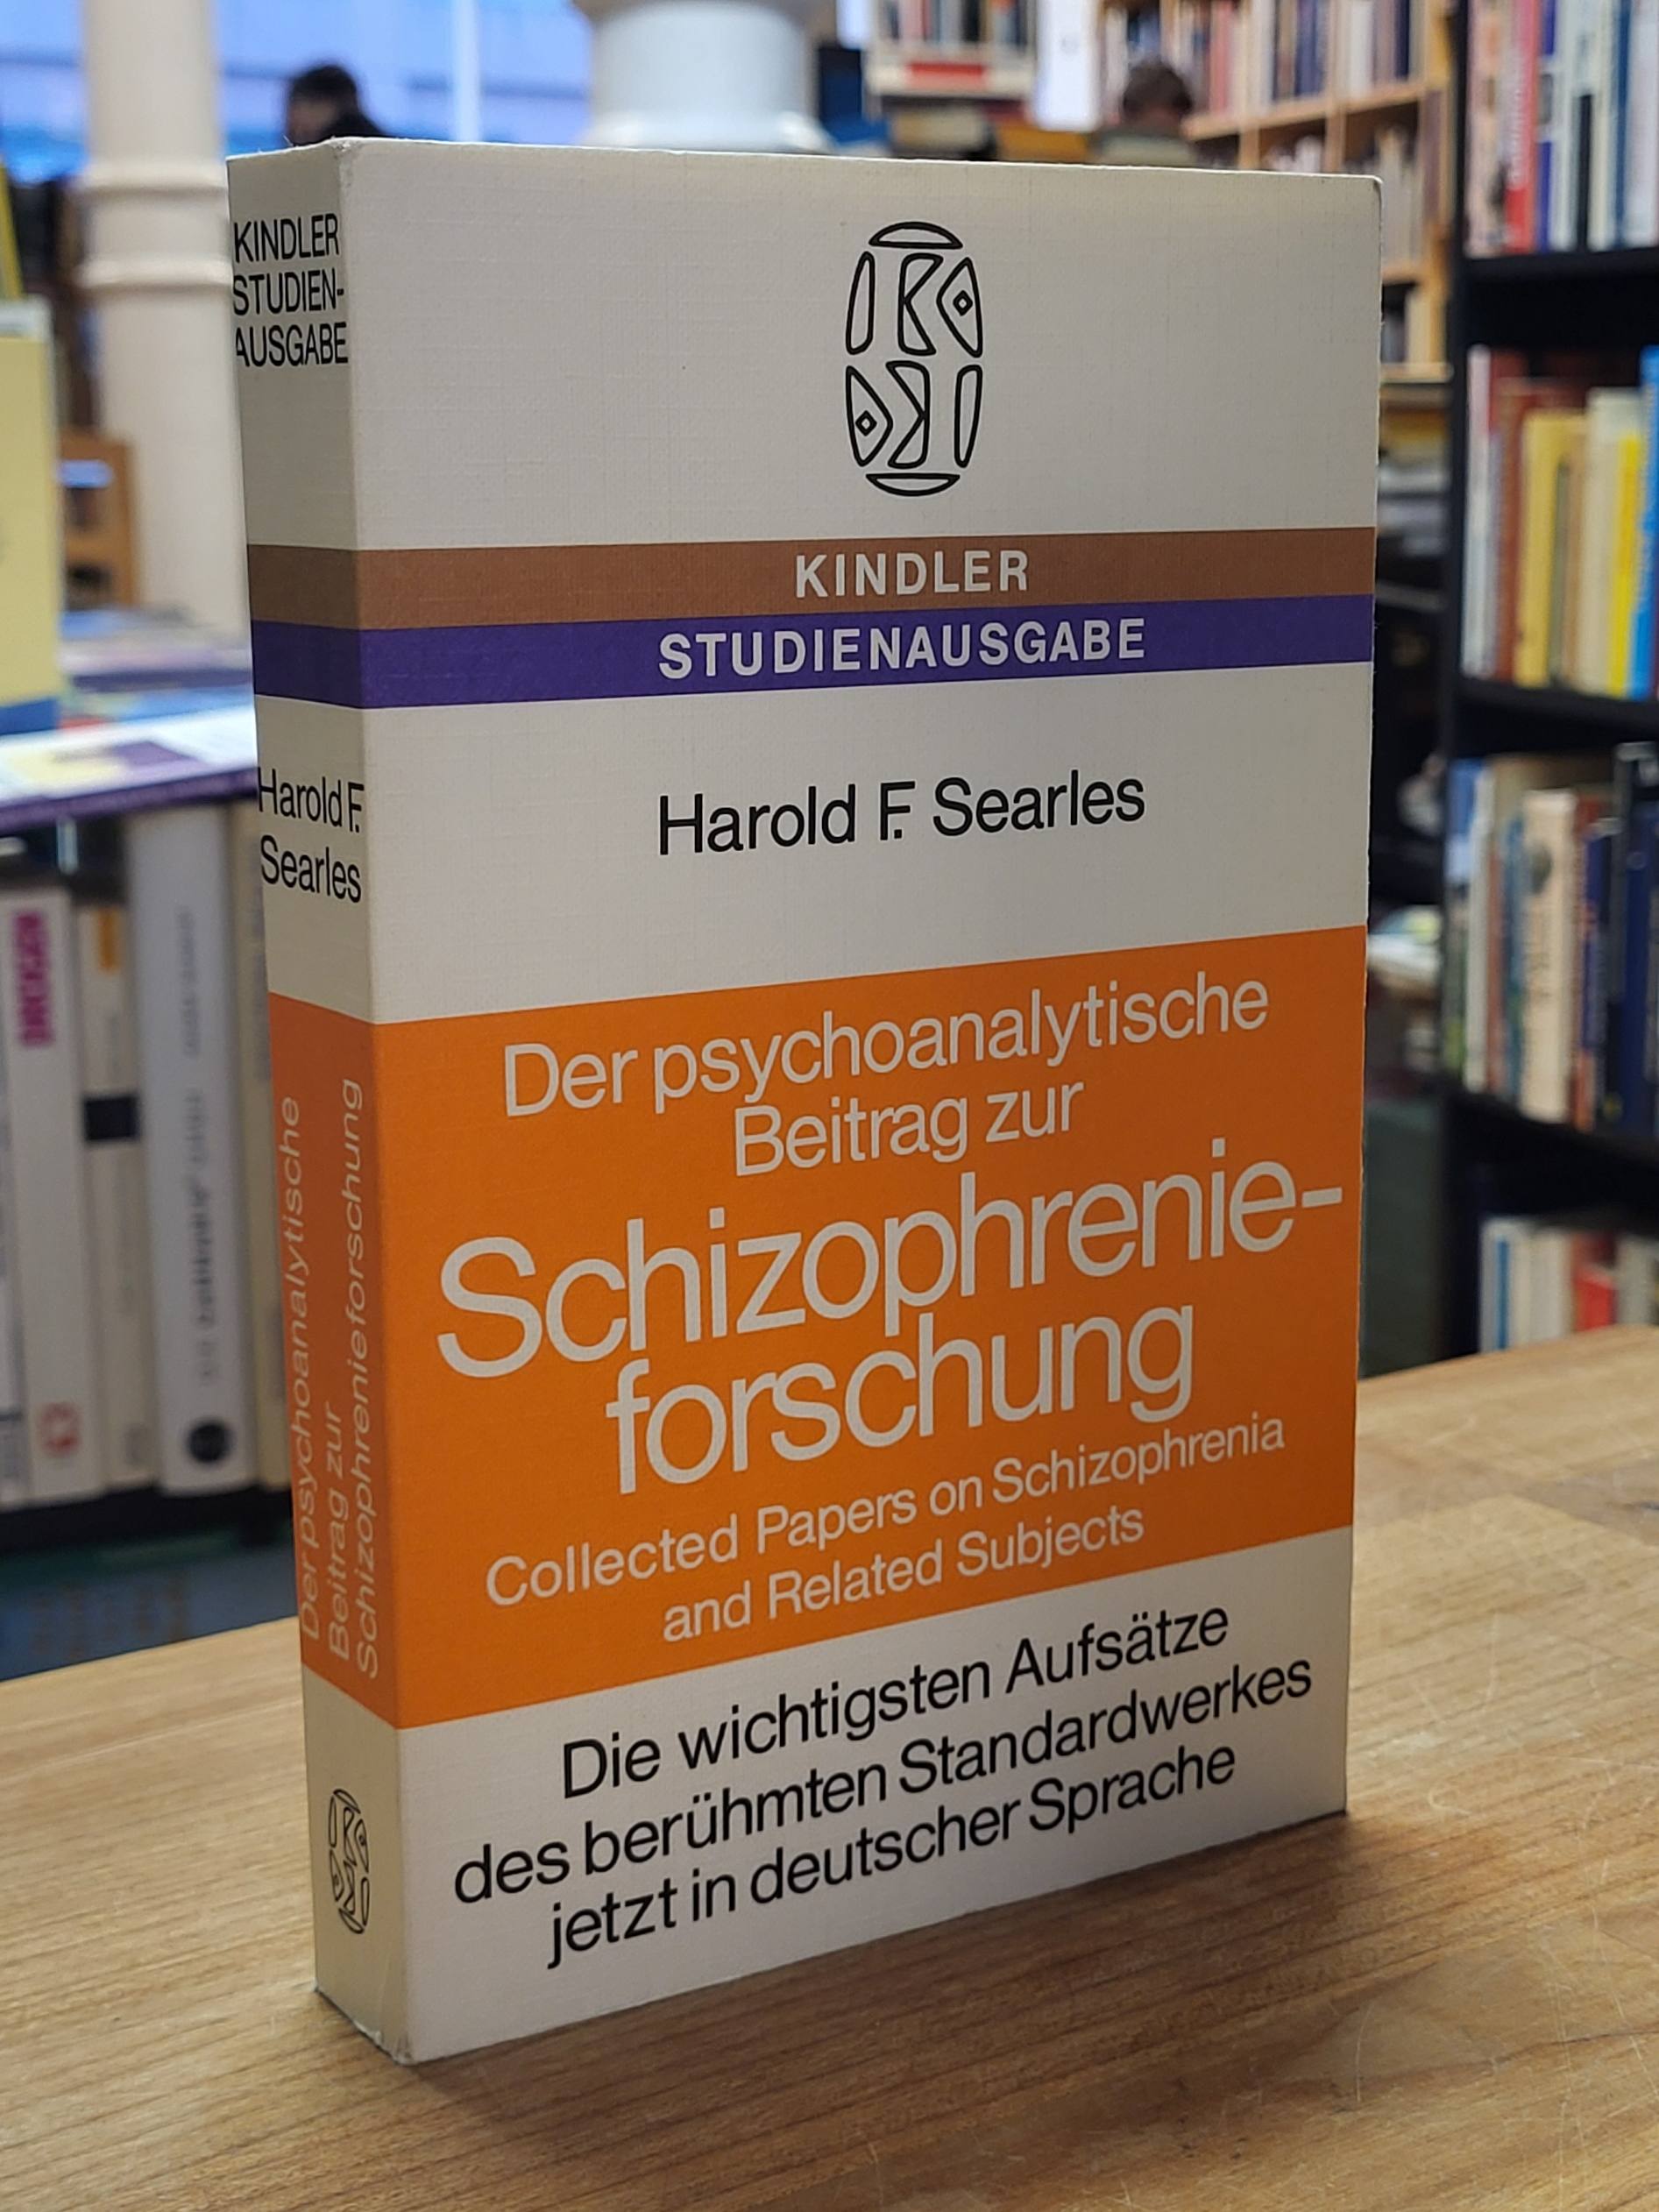 KINDLER
STUDIEN-
AUSGABE
Harold F.
Searles
Der psychoanalytische
Beitrag zur
Schizophrenieforschung
KINDLER
STUDIENAUSGABE
Harold F. Searles
Der psychoanalytische
Beitrag zur
Schizophrenie-
forschung
Collected Papers on Schizophrenia
and Related Subjects
Die wichtigsten Aufsätze
des berühmten Standardwerkes
jetzt in deutscher Sprache